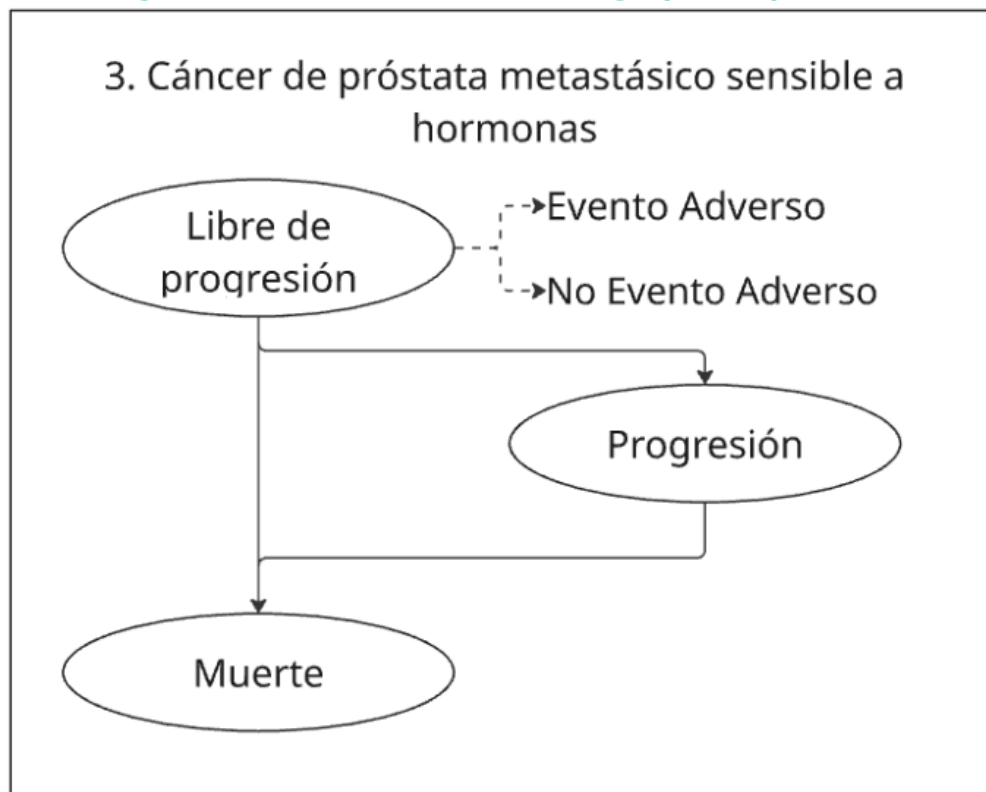 3. Cáncer de próstata metastásico sensible a
hormonas
Libre de
progresión
Evento Adverso
No Evento Adverso
Progresión
Muerte